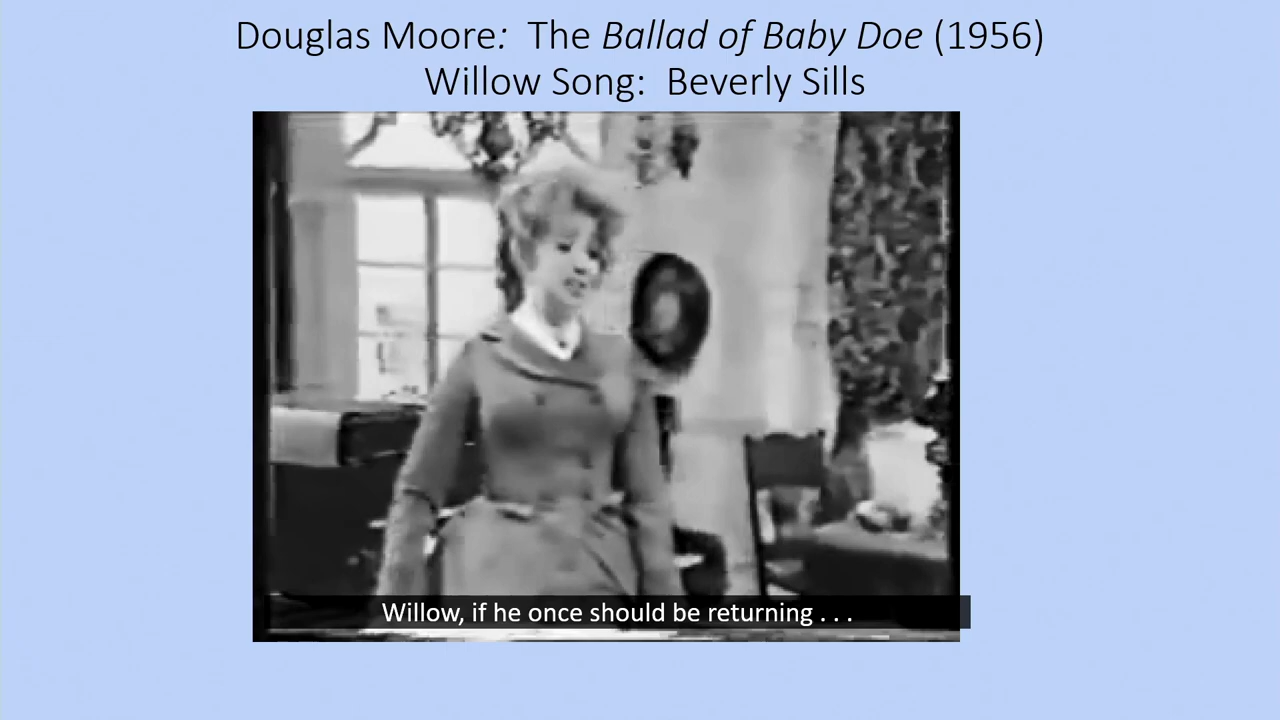 Douglas Moore: The Ballad of Baby Doe (1956)
Willow Song: Beverly Sills
Willow, if he once should be returning . . .